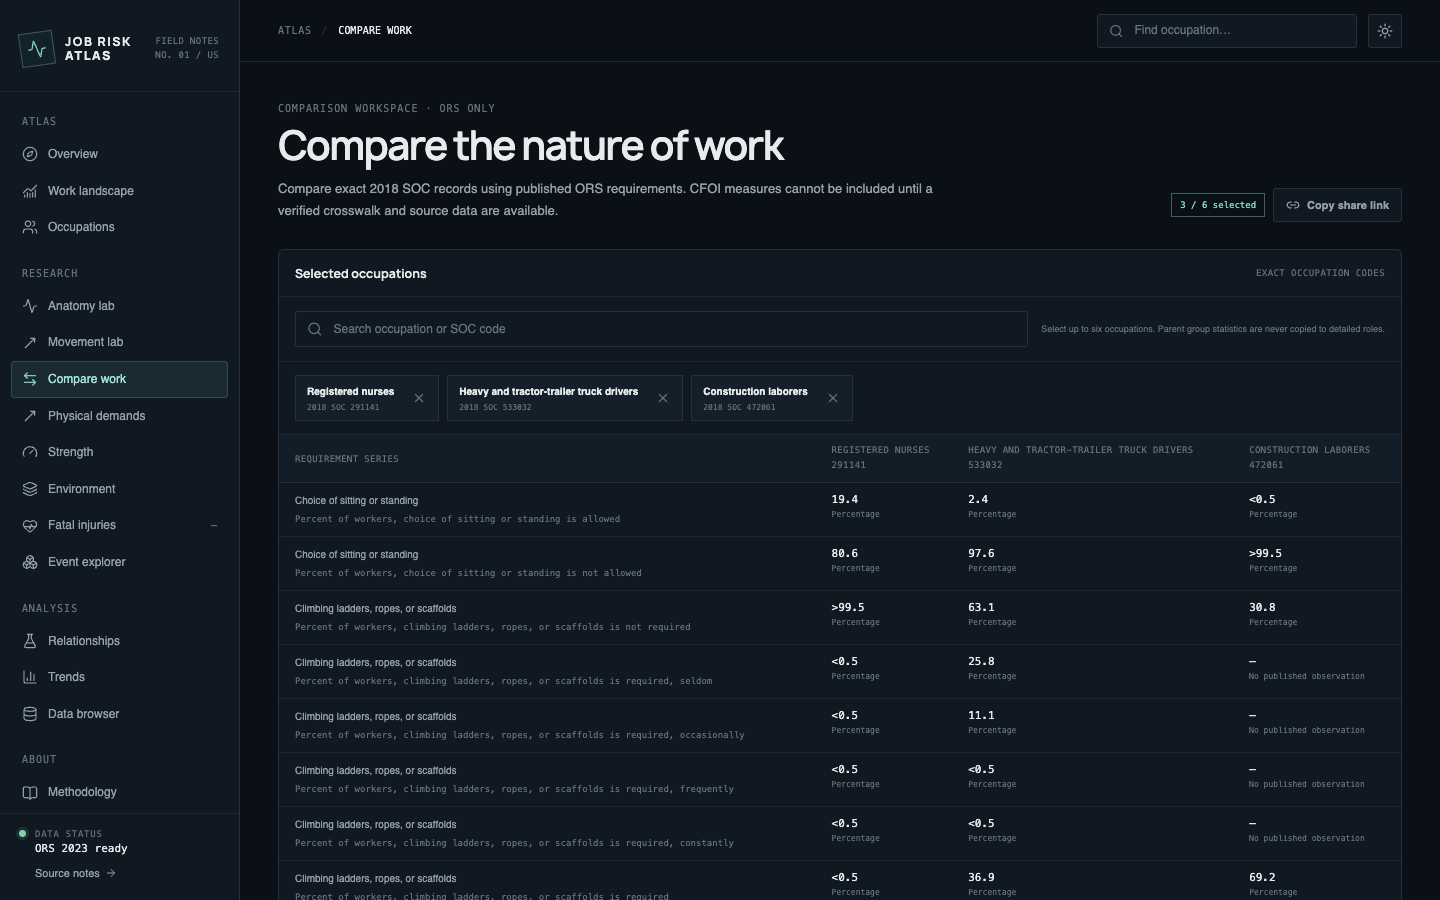 JOB RISK
ATLAS
FIELD NOTES
NO. 01 / US
ATLAS
Overview
Work landscape
Occupations
RESEARCH
Anatomy lab
Movement lab
Compare work
Physical demands
Strength
Environment
Fatal injuries —
Event explorer
ANALYSIS
Relationships
Trends
Data browser
ABOUT
Methodology
DATA STATUS
ORS 2023 ready
Source notes →
ATLAS / COMPARE WORK
Find occupation...
COMPARISON WORKSPACE · ORS ONLY
Compare the nature of work
Compare exact 2018 SOC records using published ORS requirements. CFOI measures cannot be included until a
verified crosswalk and source data are available.
3 / 6 selected
Copy share link
Selected occupations
EXACT OCCUPATION CODES
Search occupation or SOC code
Select up to six occupations. Parent group statistics are never copied to detailed roles.
Registered nurses
2018 SOC 291141
Heavy and tractor-trailer truck drivers
2018 SOC 533032
Construction laborers
2018 SOC 472061
REQUIREMENT SERIES
REGISTERED NURSES
291141
HEAVY AND TRACTOR-TRAILER TRUCK DRIVERS
533032
CONSTRUCTION LABORERS
472061
Choice of sitting or standing
Percent of workers, choice of sitting or standing is allowed
19.4 2.4 <0.5
Percentage Percentage Percentage
Choice of sitting or standing
Percent of workers, choice of sitting or standing is not allowed
80.6 97.6 >99.5
Percentage Percentage Percentage
Climbing ladders, ropes, or scaffolds
Percent of workers, climbing ladders, ropes, or scaffolds is not required
>99.5 63.1 30.8
Percentage Percentage Percentage
Climbing ladders, ropes, or scaffolds
Percent of workers, climbing ladders, ropes, or scaffolds is required, seldom
<0.5 25.8 —
Percentage Percentage No published observation
Climbing ladders, ropes, or scaffolds
Percent of workers, climbing ladders, ropes, or scaffolds is required, occasionally
<0.5 11.1 —
Percentage Percentage No published observation
Climbing ladders, ropes, or scaffolds
Percent of workers, climbing ladders, ropes, or scaffolds is required, frequently
<0.5 <0.5 —
Percentage Percentage No published observation
Climbing ladders, ropes, or scaffolds
Percent of workers, climbing ladders, ropes, or scaffolds is required, constantly
<0.5 <0.5 —
Percentage Percentage No published observation
Climbing ladders, ropes, or scaffolds
Percent of workers, climbing ladders, ropes, or scaffolds is required
<0.5 36.9 69.2
Percentage Percentage Percentage